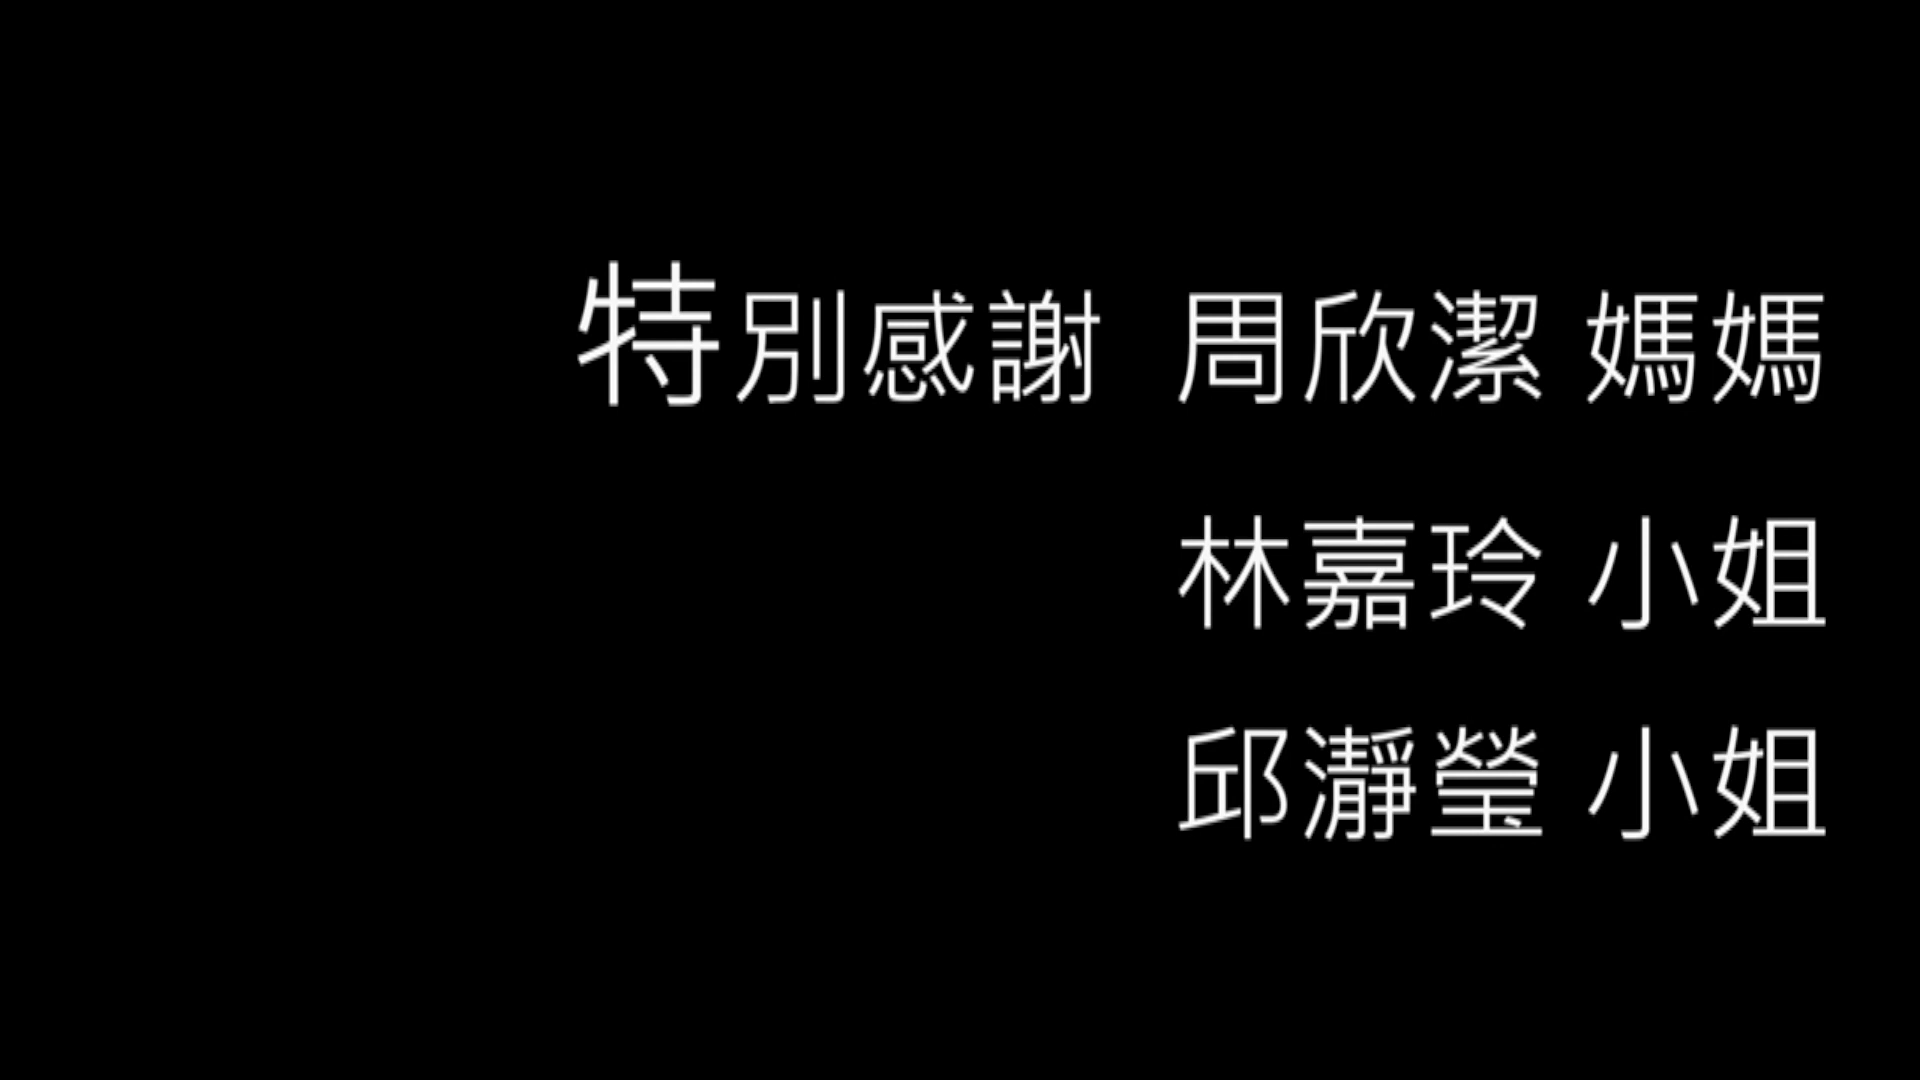 特別感謝 周欣潔 媽媽
林嘉玲 小姐
邱瀞瑩 小姐